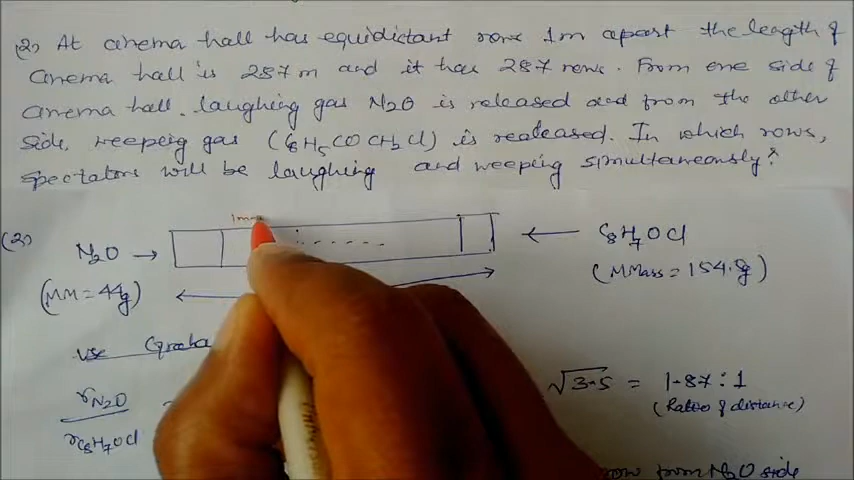 (2) At cinema hall has equidictant rows 1m apart the length of
cinema hall is 287m and it has 287 rows. From one side of
cinema hall. laughing gas N2O is released and from the other
side, weepeig gas (C6H5COCH2Cl) is realeased. In which rows,
spectators will be laughing and weeping simultaneously?
1m
(2)
N2O → ← C8H7OCl
(MM = 44g) (MMass = 154.5g)
use Graha
rN2O √3.5 = 1.87 : 1
rC8H7OCl (Ratio of distance)
row from N2O side